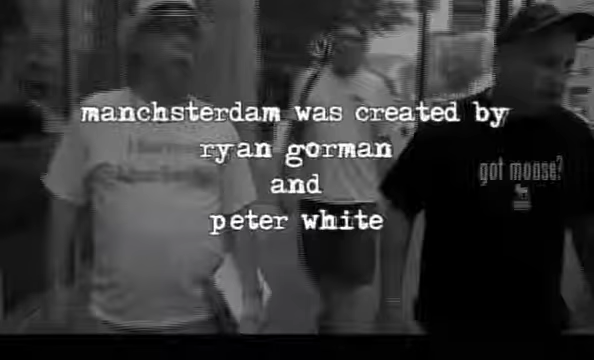 manchsterdam was created by
ryan gorman
and
peter white
got moose?